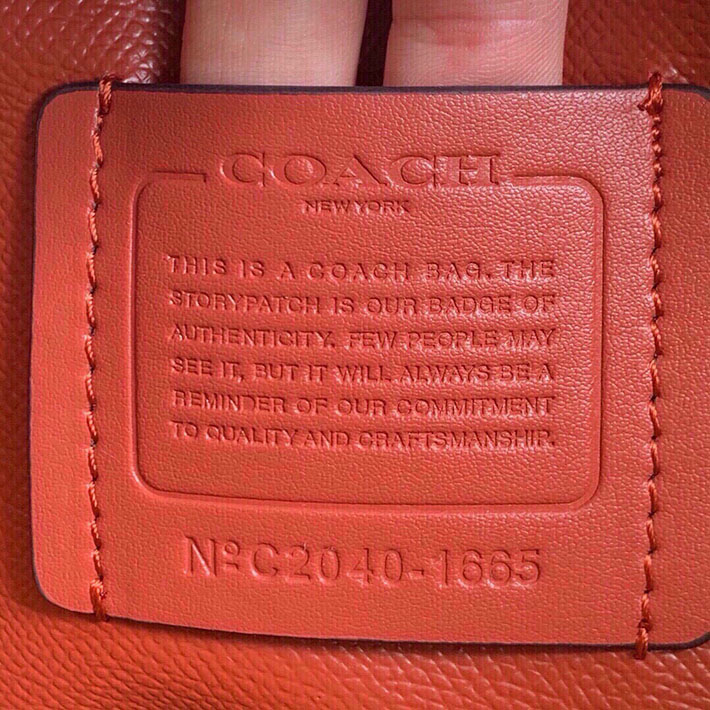 COACH
NEW YORK
THIS IS A COACH BAG. THE
STORYPATCH IS OUR BADGE OF
AUTHENTICITY. FEW PEOPLE MAY
SEE IT, BUT IT WILL ALWAYS BE A
REMINDER OF OUR COMMITMENT
TO QUALITY AND CRAFTSMANSHIP.
Nº C2040-1665